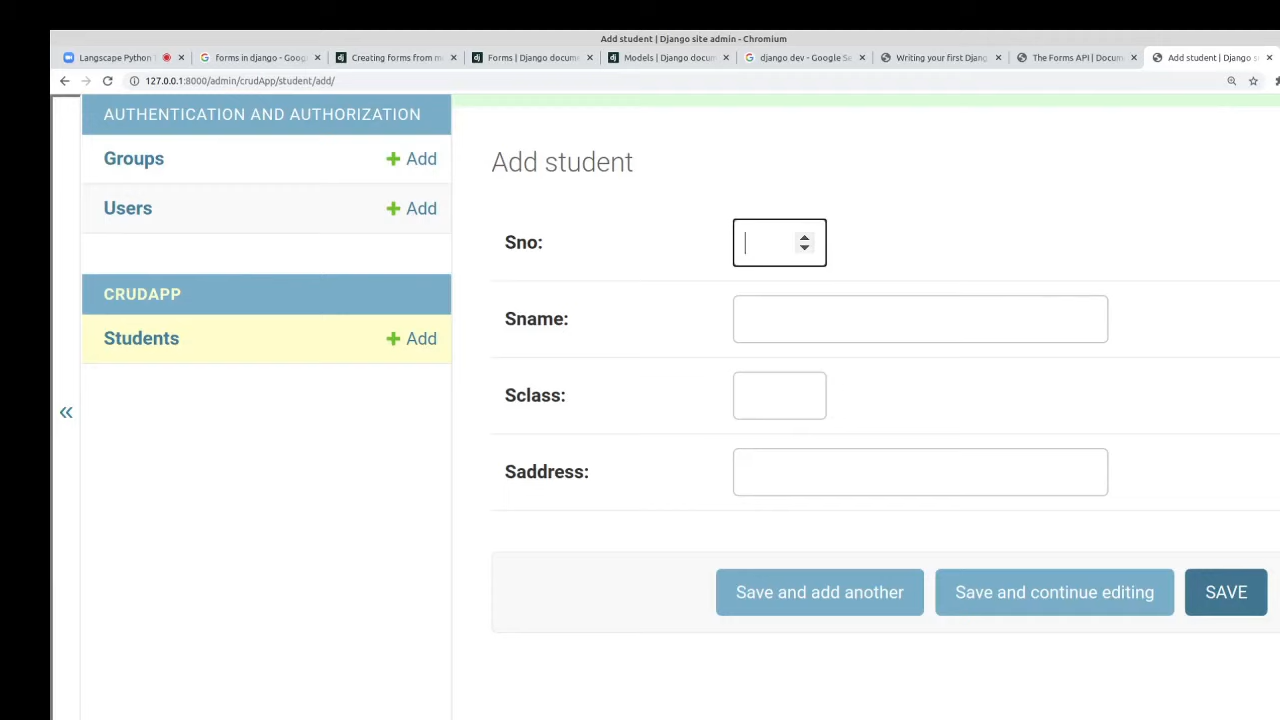 Add student | Django site admin - Chromium
Langscape Python T
forms in django - Goog
Creating forms from m
Forms | Django docume
Models | Django docum
django dev - Google Se
Writing your first Djang
The Forms API | Docum
Add student | Django s
127.0.0.1:8000/admin/crudApp/student/add/
AUTHENTICATION AND AUTHORIZATION
Groups Add
Users Add
CRUDAPP
Students Add
«
Add student
Sno:
Sname:
Sclass:
Saddress:
Save and add another Save and continue editing SAVE